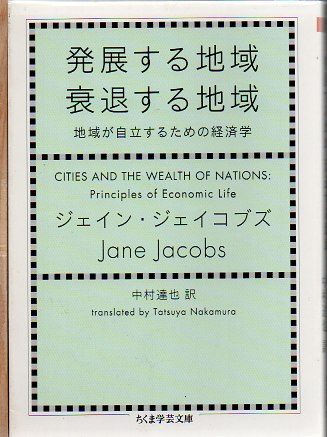 発展する地域
衰退する地域
地域が自立するための経済学
CITIES AND THE WEALTH OF NATIONS:
Principles of Economic Life
ジェイン・ジェイコブズ
Jane Jacobs
中村達也 訳
translated by Tatsuya Nakamura
ちくま学芸文庫